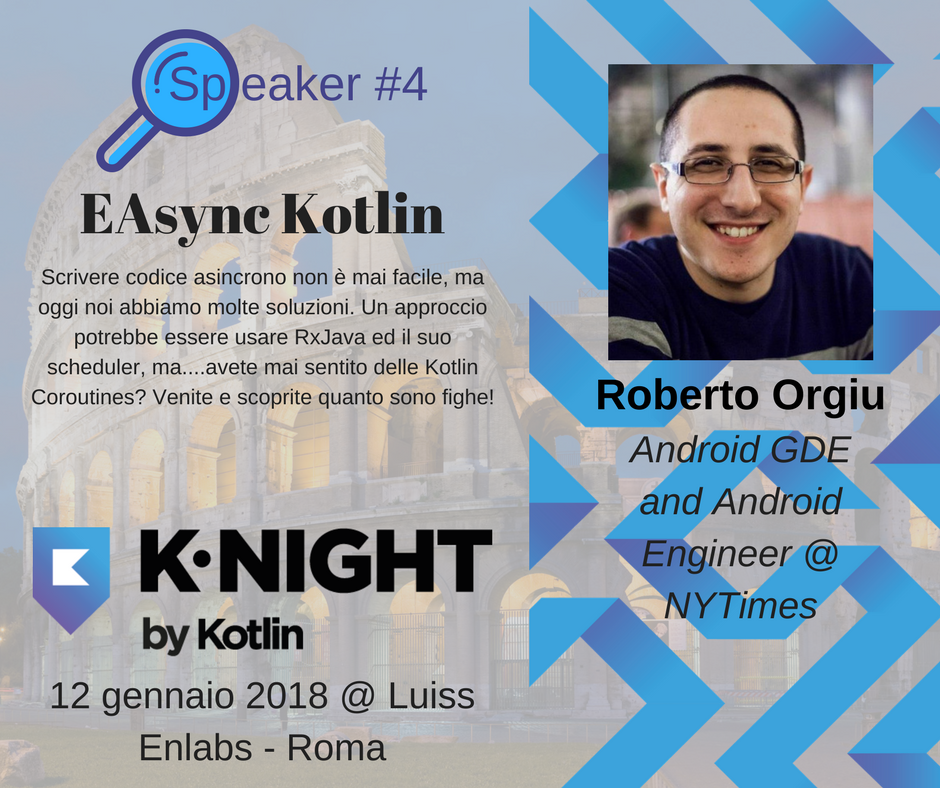 Speaker #4
EAsync Kotlin
Scrivere codice asincrono non è mai facile, ma
oggi noi abbiamo molte soluzioni. Un approccio
potrebbe essere usare RxJava ed il suo
scheduler, ma....avete mai sentito delle Kotlin
Coroutines? Venite e scoprite quanto sono fighe!
K·NIGHT
by Kotlin
12 gennaio 2018 @ Luiss
Enlabs - Roma
Roberto Orgiu
Android GDE
and Android
Engineer @
NYTimes